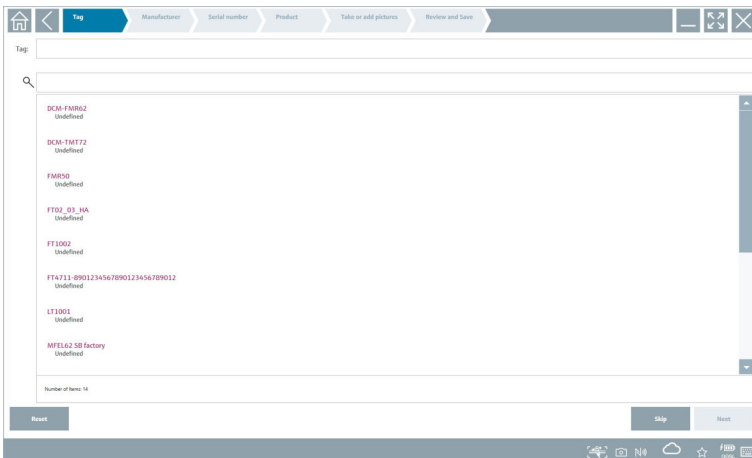 Tag
Manufacturer
Serial number
Product
Take or add pictures
Review and Save
Tag:
DCM-FMR62
Undefined
DCM-TMT72
Undefined
FMR50
Undefined
FT02_03_HA
Undefined
FT1002
Undefined
FT4711-8901234567890123456789012
Undefined
LT1001
Undefined
MFEL62 SB factory
Undefined
Number of items: 14
Reset
Skip
Next